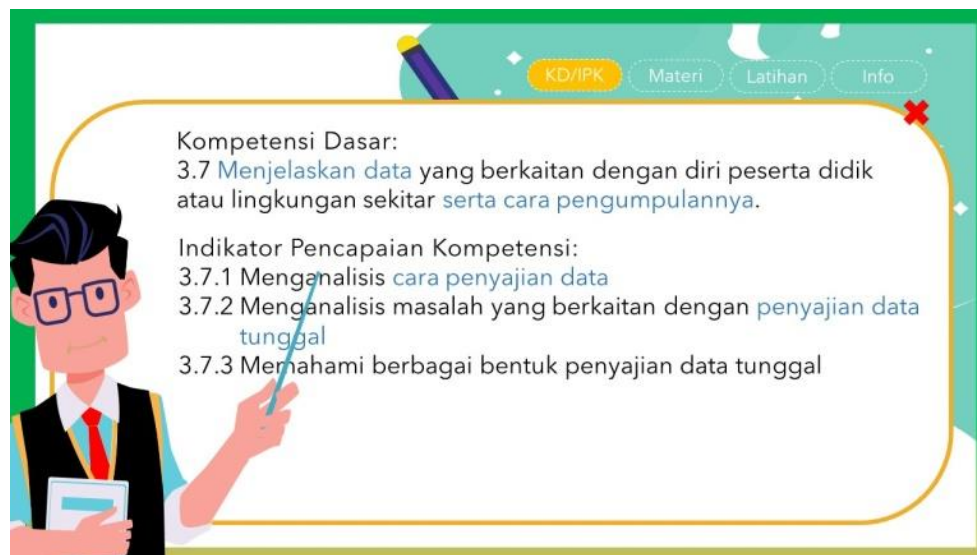 KD/IPK Materi Latihan Info
Kompetensi Dasar:
3.7 Menjelaskan data yang berkaitan dengan diri peserta didik
atau lingkungan sekitar serta cara pengumpulannya.
Indikator Pencapaian Kompetensi:
3.7.1 Menganalisis cara penyajian data
3.7.2 Menganalisis masalah yang berkaitan dengan penyajian data
tunggal
3.7.3 Memahami berbagai bentuk penyajian data tunggal